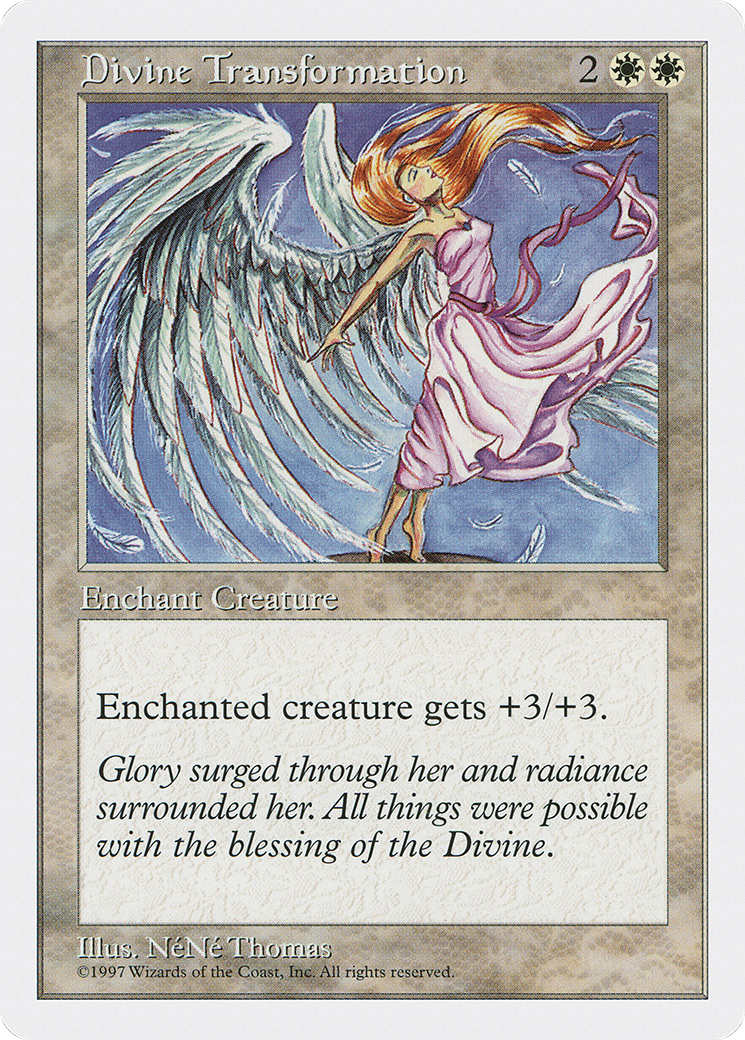 Divine Transformation 2
Enchant Creature
Enchanted creature gets +3/+3.
Glory surged through her and radiance
surrounded her. All things were possible
with the blessing of the Divine.
Illus. NéNé Thomas
©1997 Wizards of the Coast, Inc. All rights reserved.